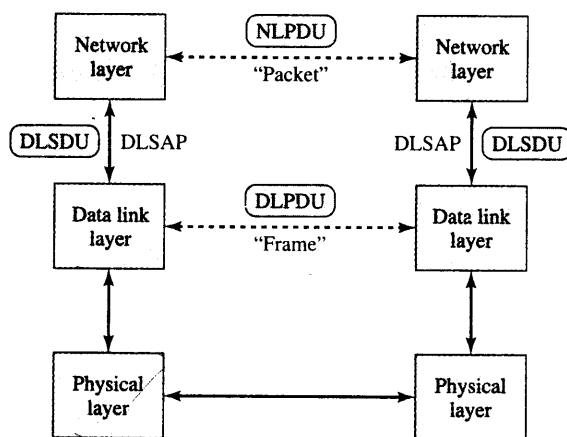 NLPDU
Network
layer
Network
layer
“Packet”
DLSDU
DLSAP
DLSAP
DLSDU
DLPDU
Data link
layer
Data link
layer
“Frame”
Physical
layer
Physical
layer